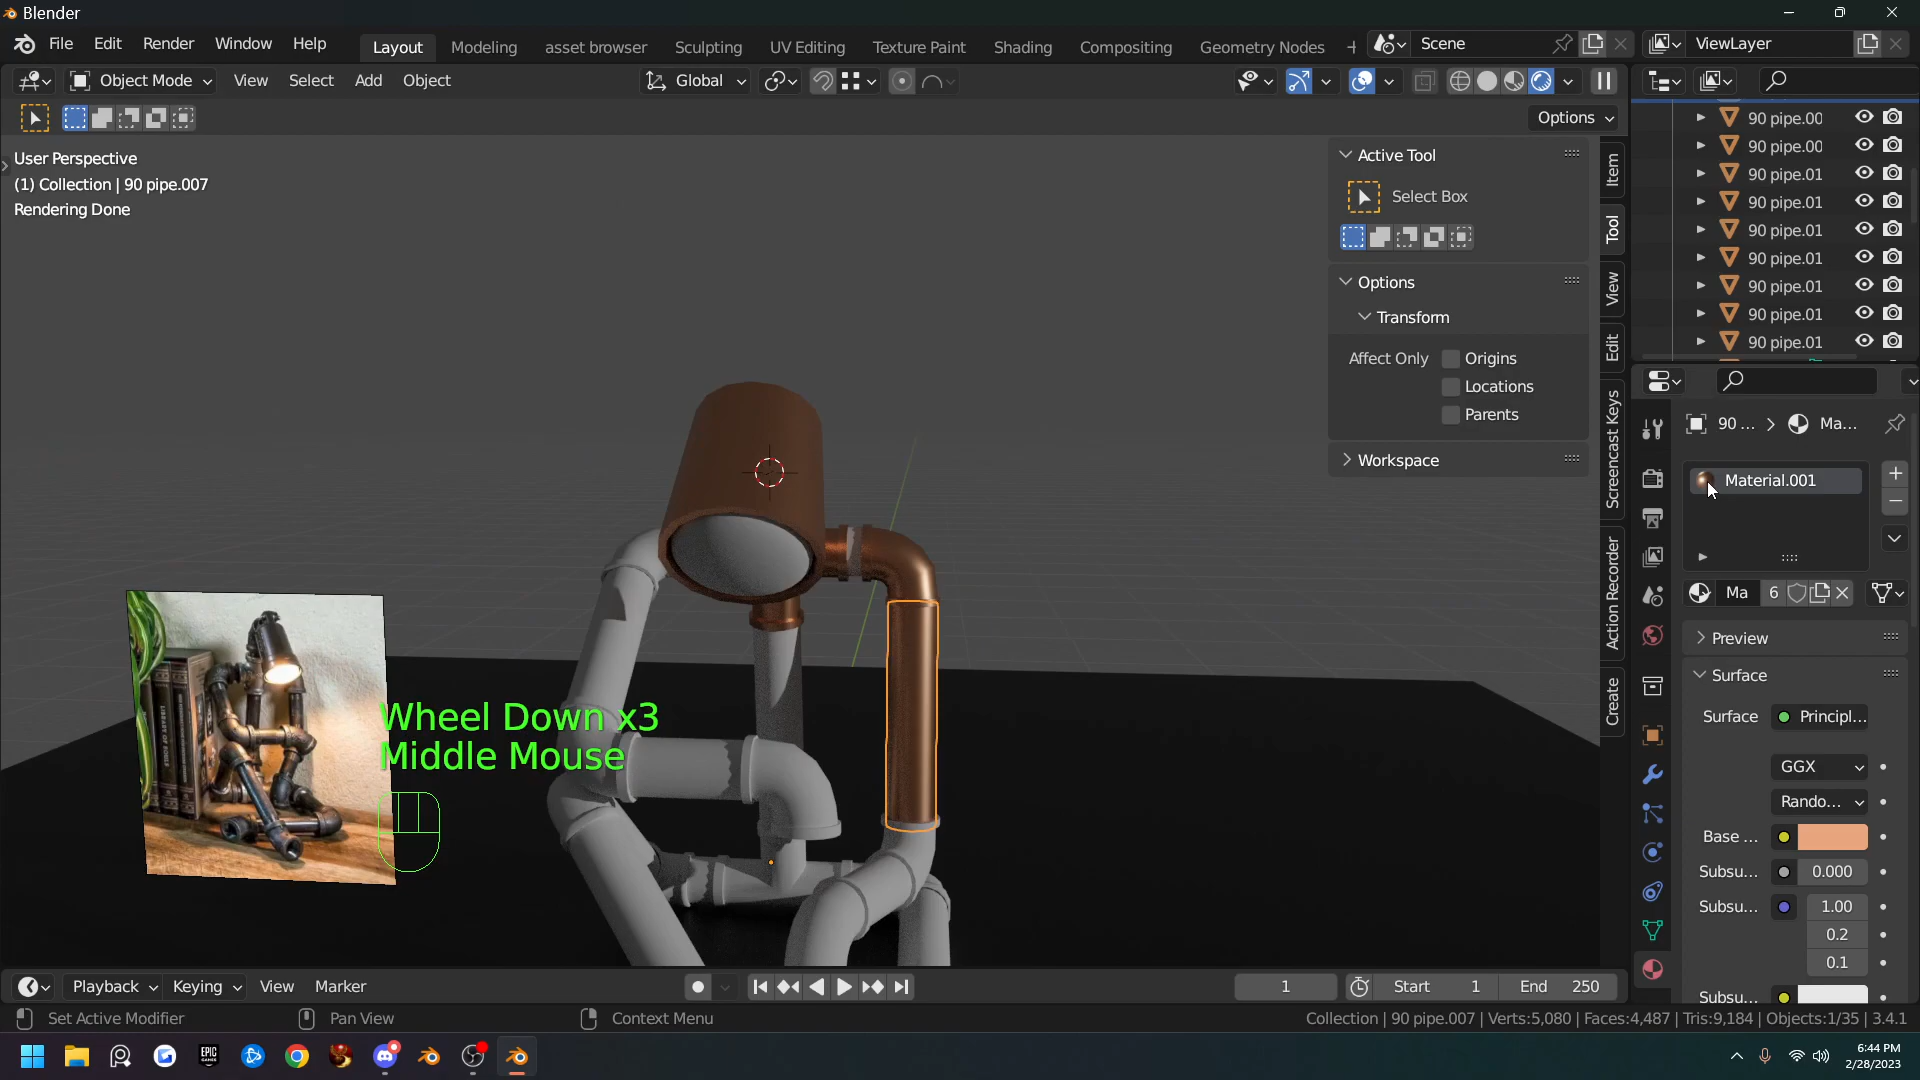 Blender
File Edit Render Window Help Layout Modeling asset browser Sculpting UV Editing Texture Paint Shading Compositing Geometry Nodes + Scene ViewLayer
Object Mode View Select Add Object Global
Options
User Perspective
(1) Collection | 90 pipe.007
Rendering Done
Active Tool
Select Box
Options
Transform
Affect Only Origins
Locations
Parents
Workspace
Item
Tool
View
Edit
Screencast Keys
Action Recorder
Create
90 pipe.00
90 pipe.00
90 pipe.01
90 pipe.01
90 pipe.01
90 pipe.01
90 pipe.01
90 pipe.01
90 pipe.01
90 ... > Ma...
Material.001
Ma 6
Preview
Surface
Surface Principl...
GGX
Rando...
Base ...
Subsu... 0.000
Subsu... 1.00
0.2
0.1
Subsu...
Wheel Down x3
Middle Mouse
Playback Keying View Marker 1 Start 1 End 250
Set Active Modifier Pan View Context Menu Collection | 90 pipe.007 | Verts:5,080 | Faces:4,487 | Tris:9,184 | Objects:1/35 | 3.4.1
EPIC
6:44 PM
2/28/2023